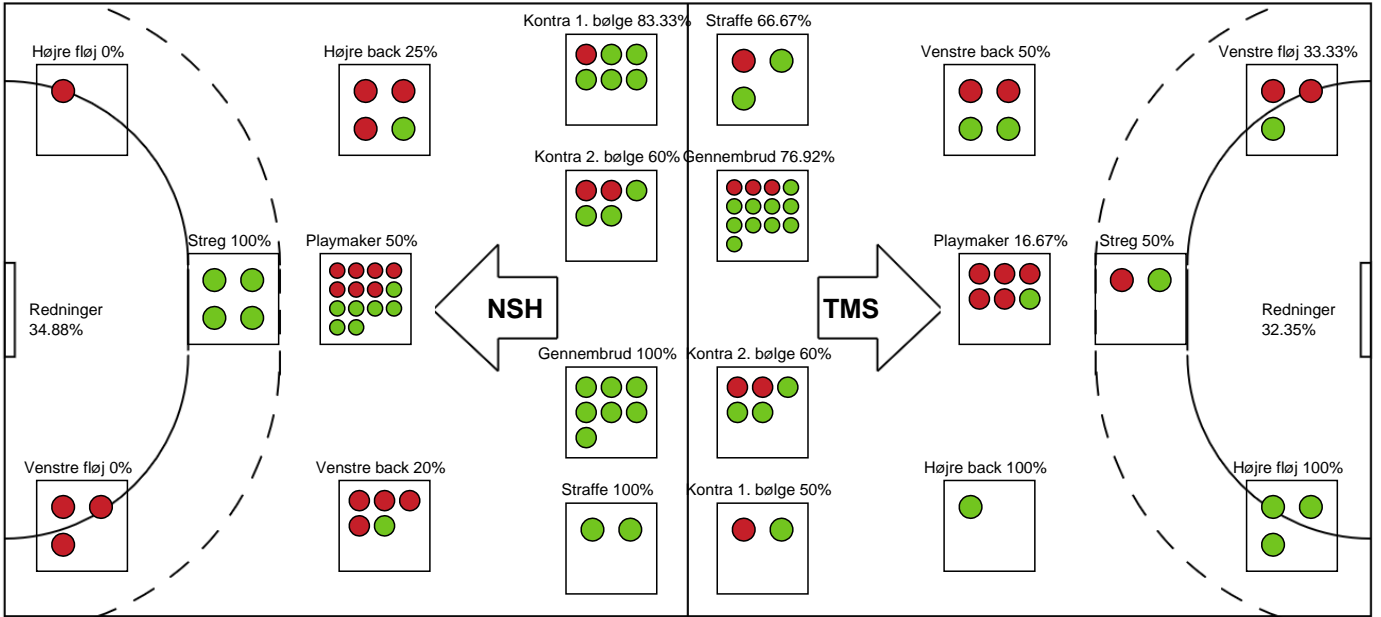 Kontra 1. bølge 83.33%
Straffe 66.67%
Højre fløj 0%
Højre back 25%
Venstre back 50%
Venstre fløj 33.33%
Kontra 2. bølge 60%
Gennembrud 76.92%
Streg 100%
Playmaker 50%
Playmaker 16.67%
Streg 50%
NSH
TMS
Redninger
34.88%
Redninger
32.35%
Gennembrud 100%
Kontra 2. bølge 60%
Venstre fløj 0%
Venstre back 20%
Straffe 100%
Kontra 1. bølge 50%
Højre back 100%
Højre fløj 100%